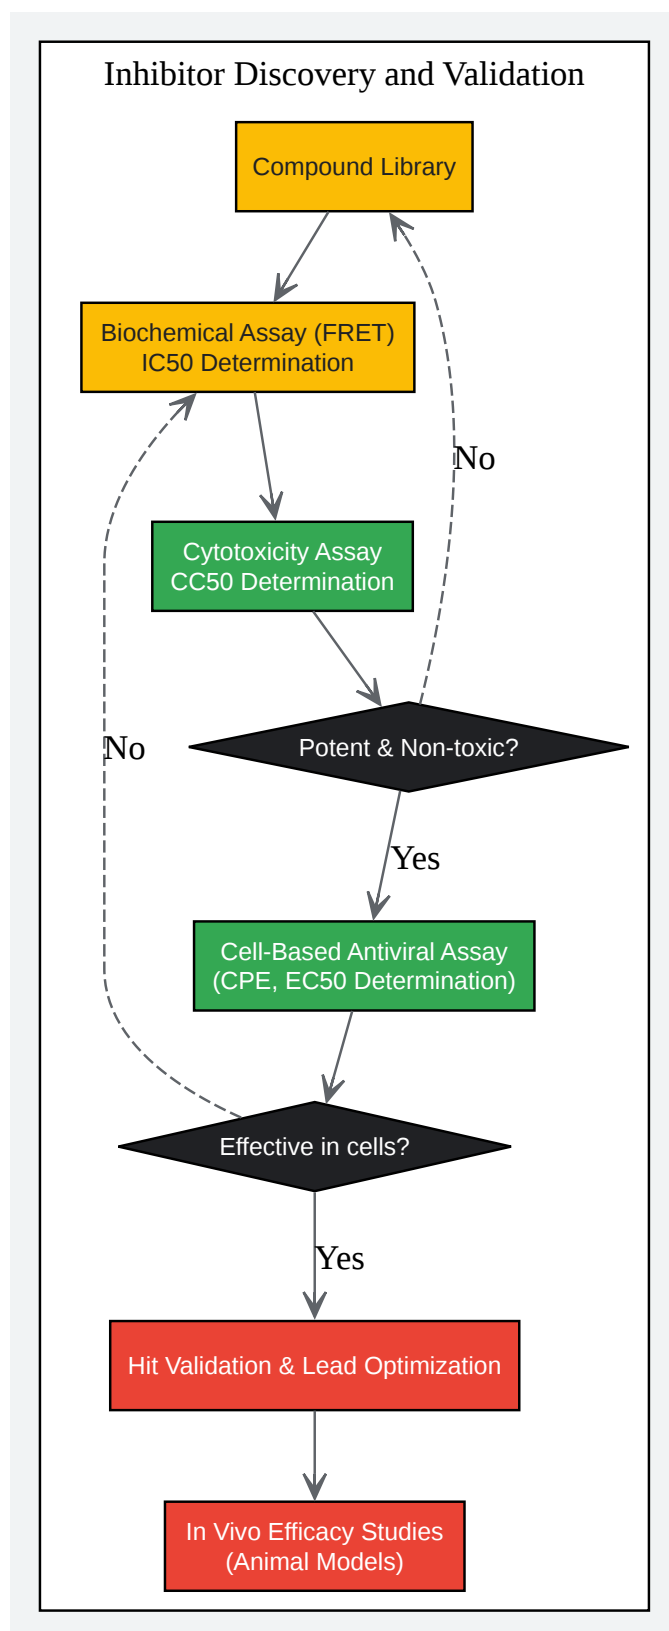 Inhibitor Discovery and Validation
Compound Library
Biochemical Assay (FRET)
IC50 Determination
No
Cytotoxicity Assay
CC50 Determination
No
Potent & Non-toxic?
Yes
Cell-Based Antiviral Assay
(CPE, EC50 Determination)
Effective in cells?
Yes
Hit Validation & Lead Optimization
In Vivo Efficacy Studies
(Animal Models)